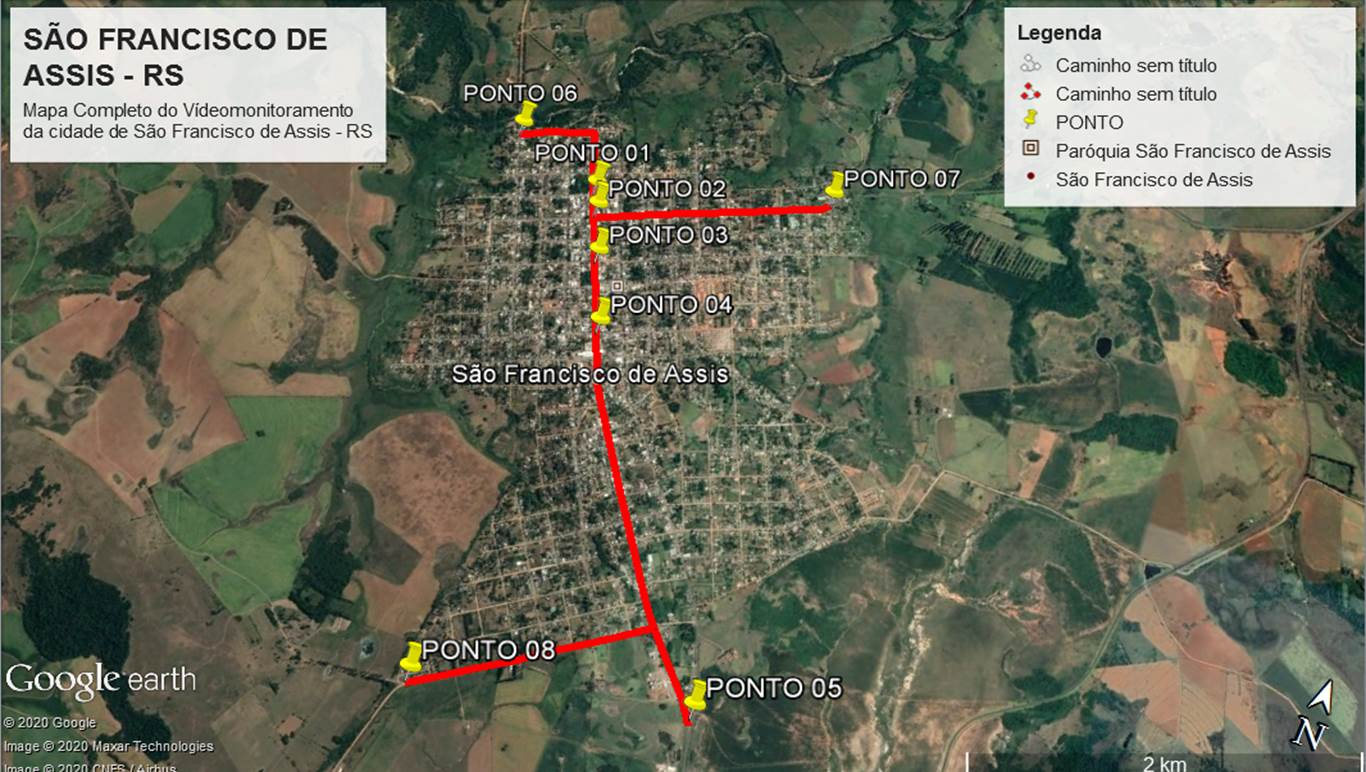 SÃO FRANCISCO DE
ASSIS - RS
Mapa Completo do Vídeomonitoramento
da cidade de São Francisco de Assis - RS
Legenda
Caminho sem título
Caminho sem título
PONTO
Paróquia São Francisco de Assis
São Francisco de Assis
PONTO 06
PONTO 01
PONTO 02
PONTO 07
PONTO 03
PONTO 04
São Francisco de Assis
PONTO 08
PONTO 05
Google earth
© 2020 Google
Image © 2020 Maxar Technologies
Image © 2020 CNES / Airbus
N
2 km